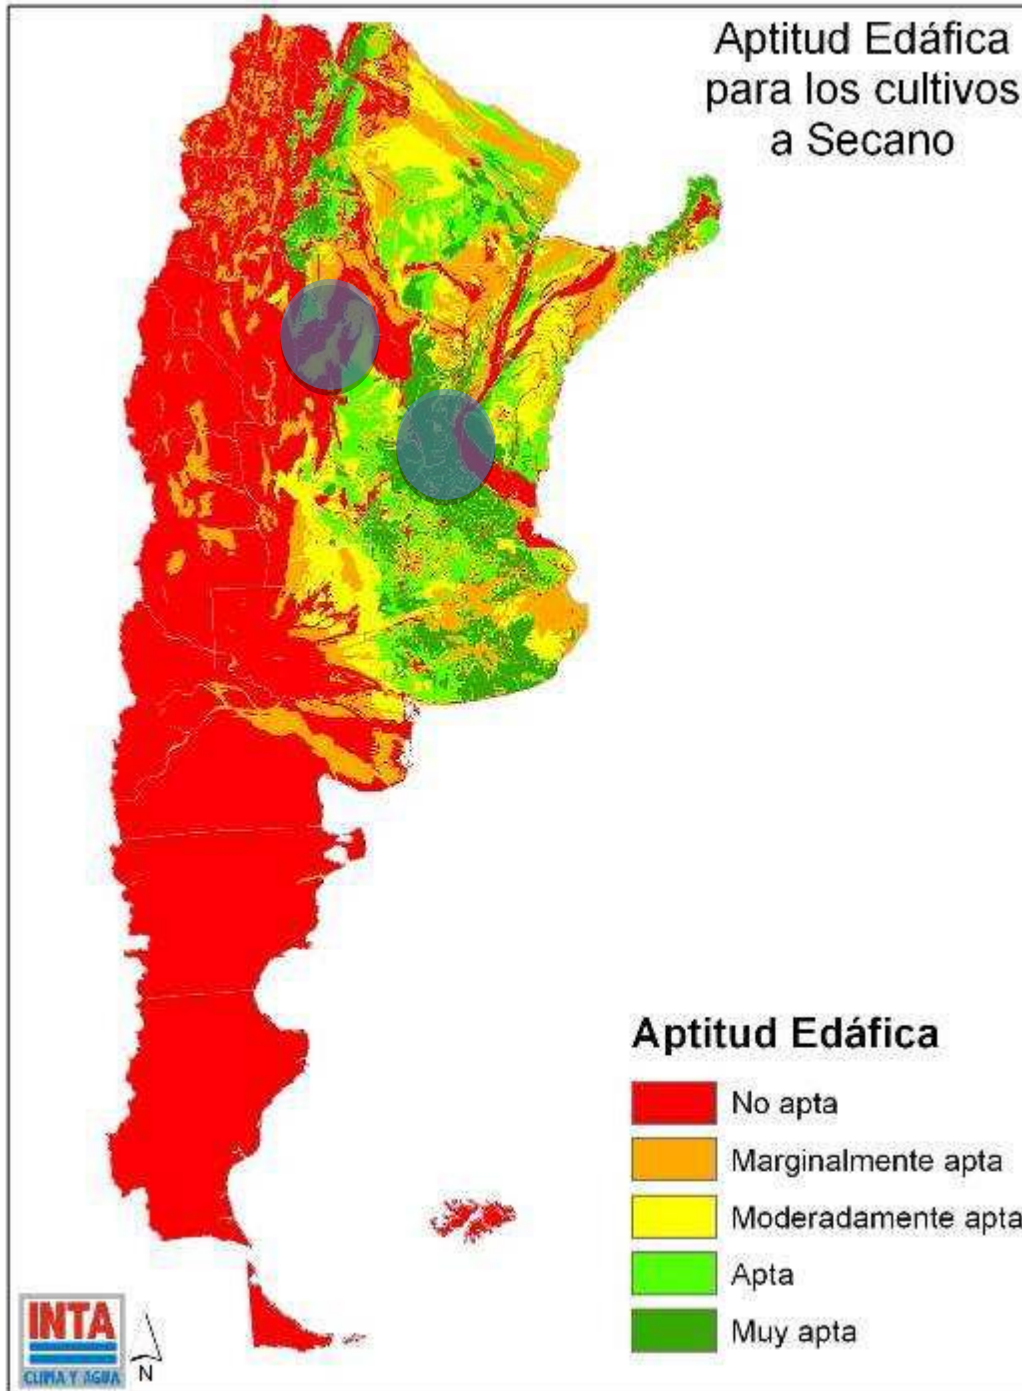 Aptitud Edáfica
para los cultivos
a Secano
Aptitud Edáfica
No apta
Marginalmente apta
Moderadamente apta
Apta
Muy apta
INTA
CLIMA Y AGUA
N